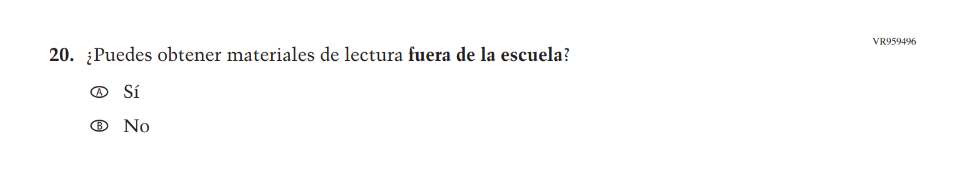 VR959496
20. ¿Puedes obtener materiales de lectura fuera de la escuela?
A Sí
B No